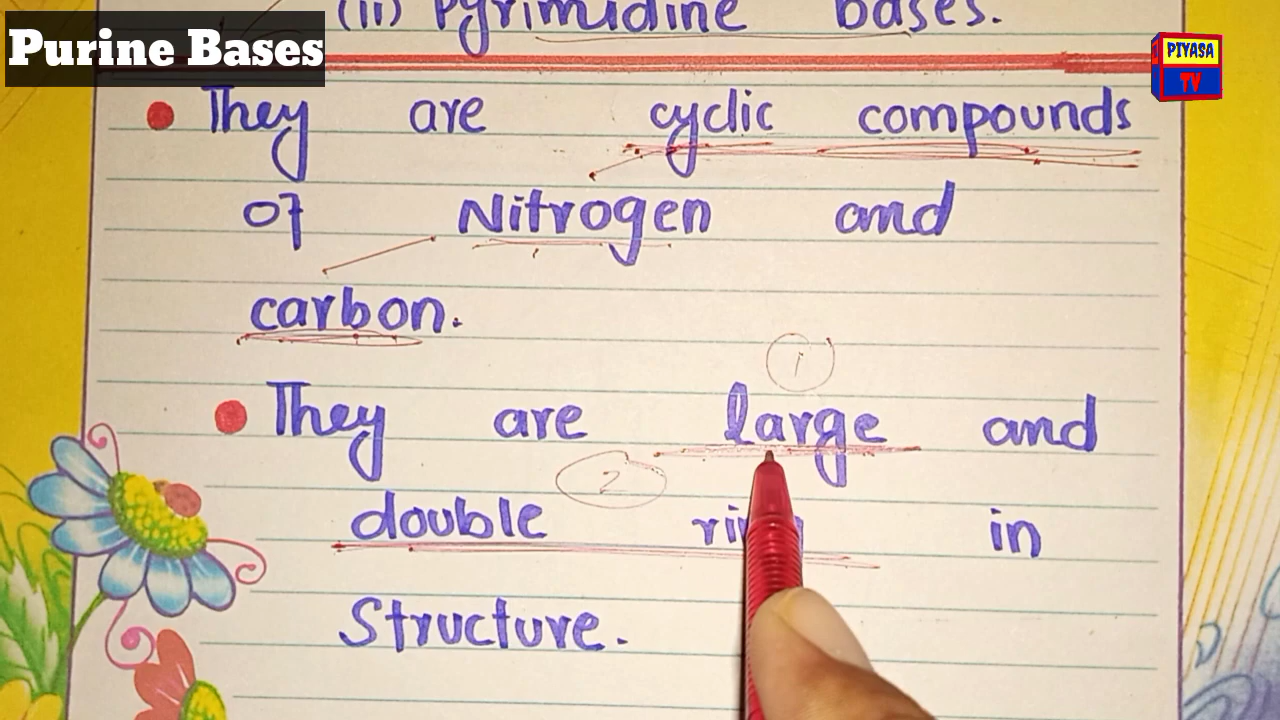 (ii) Pyrimidine bases.
Purine Bases
PIYASA
TV
They are cyclic compounds
of Nitrogen and
carbon.
1
They are large and
2
double in
Structure.